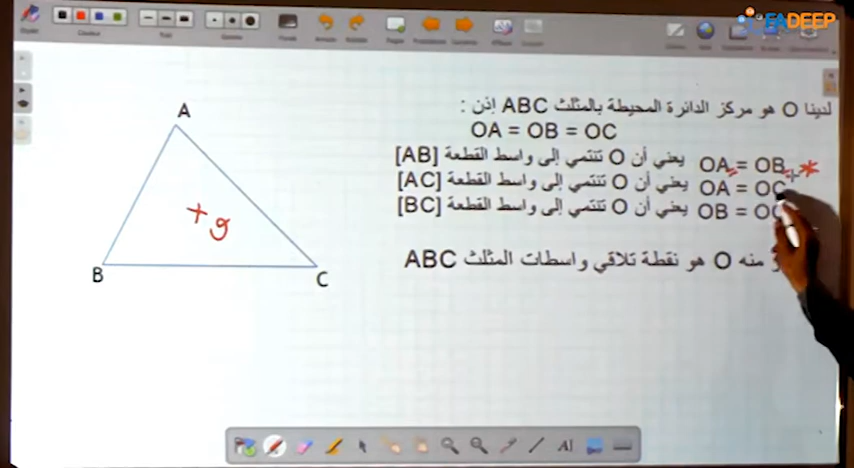 FADEEP
A
B
C
لدينا O هو مركز الدائرة المحيطة بالمثلث ABC إذن :
OA = OB = OC
OA = OB يعني أن O تنتمي إلى واسط القطعة [AB]
OA = OC يعني أن O تنتمي إلى واسط القطعة [AC]
OB = OC يعني أن O تنتمي إلى واسط القطعة [BC]
و منه O هو نقطة تلاقي واسطات المثلث ABC